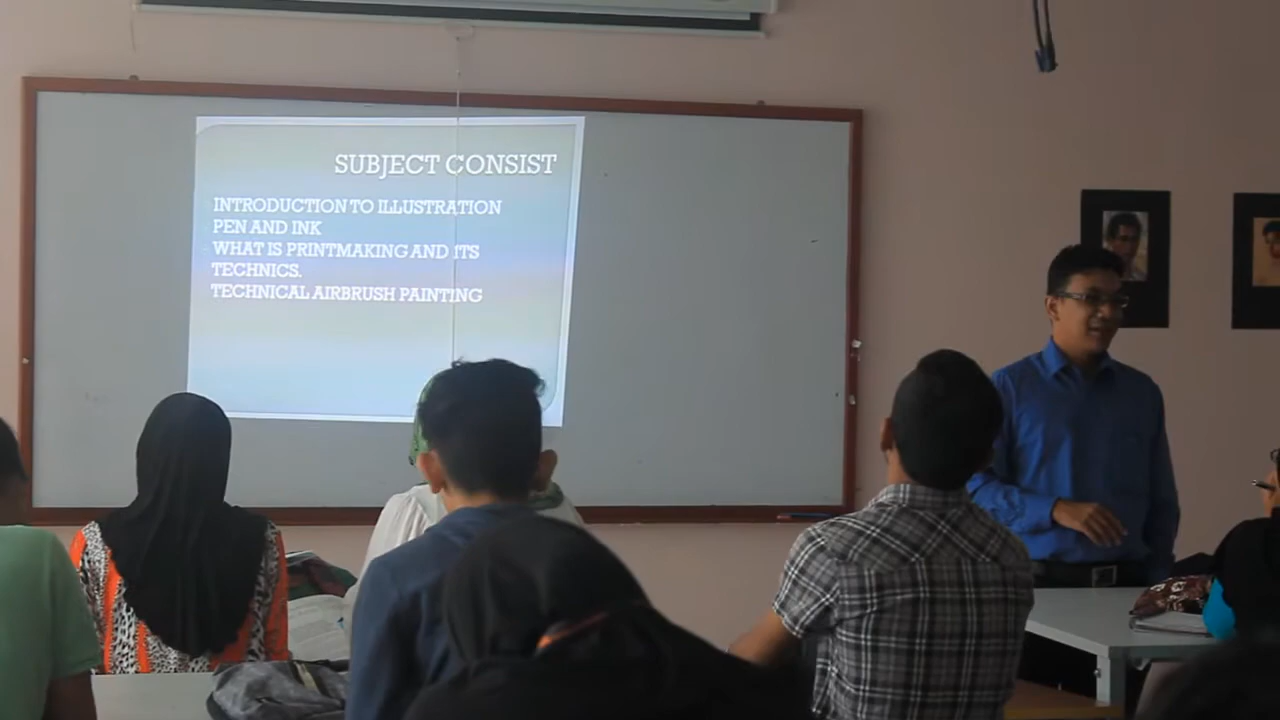 SUBJECT CONSIST
INTRODUCTION TO ILLUSTRATION
PEN AND INK
WHAT IS PRINTMAKING AND ITS
TECHNICS.
TECHNICAL AIRBRUSH PAINTING